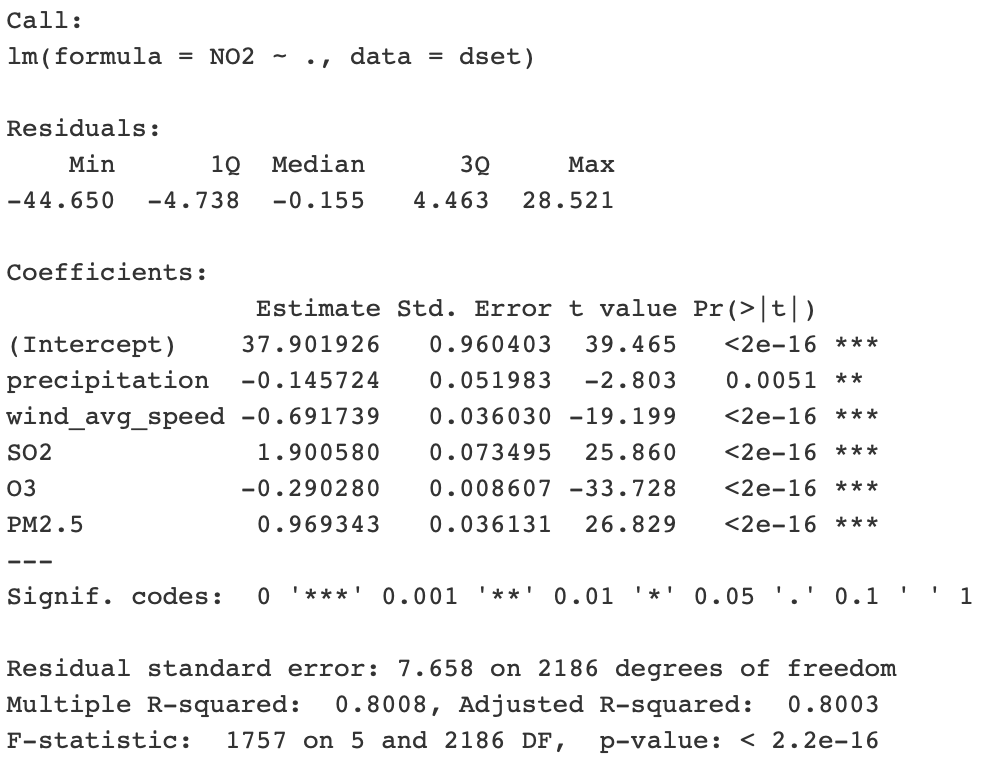 Call:
lm(formula = NO2 ~ ., data = dset)
Residuals:
    Min      1Q  Median      3Q     Max
-44.650  -4.738  -0.155   4.463  28.521
Coefficients:
                Estimate Std. Error t value Pr(>|t|)
(Intercept)    37.901926   0.960403  39.465   <2e-16 ***
precipitation  -0.145724   0.051983  -2.803   0.0051 **
wind_avg_speed -0.691739   0.036030 -19.199   <2e-16 ***
SO2             1.900580   0.073495  25.860   <2e-16 ***
O3             -0.290280   0.008607 -33.728   <2e-16 ***
PM2.5           0.969343   0.036131  26.829   <2e-16 ***
---
Signif. codes:  0 '***' 0.001 '**' 0.01 '*' 0.05 '.' 0.1 ' ' 1
Residual standard error: 7.658 on 2186 degrees of freedom
Multiple R-squared:  0.8008, Adjusted R-squared:  0.8003
F-statistic:  1757 on 5 and 2186 DF,  p-value: < 2.2e-16